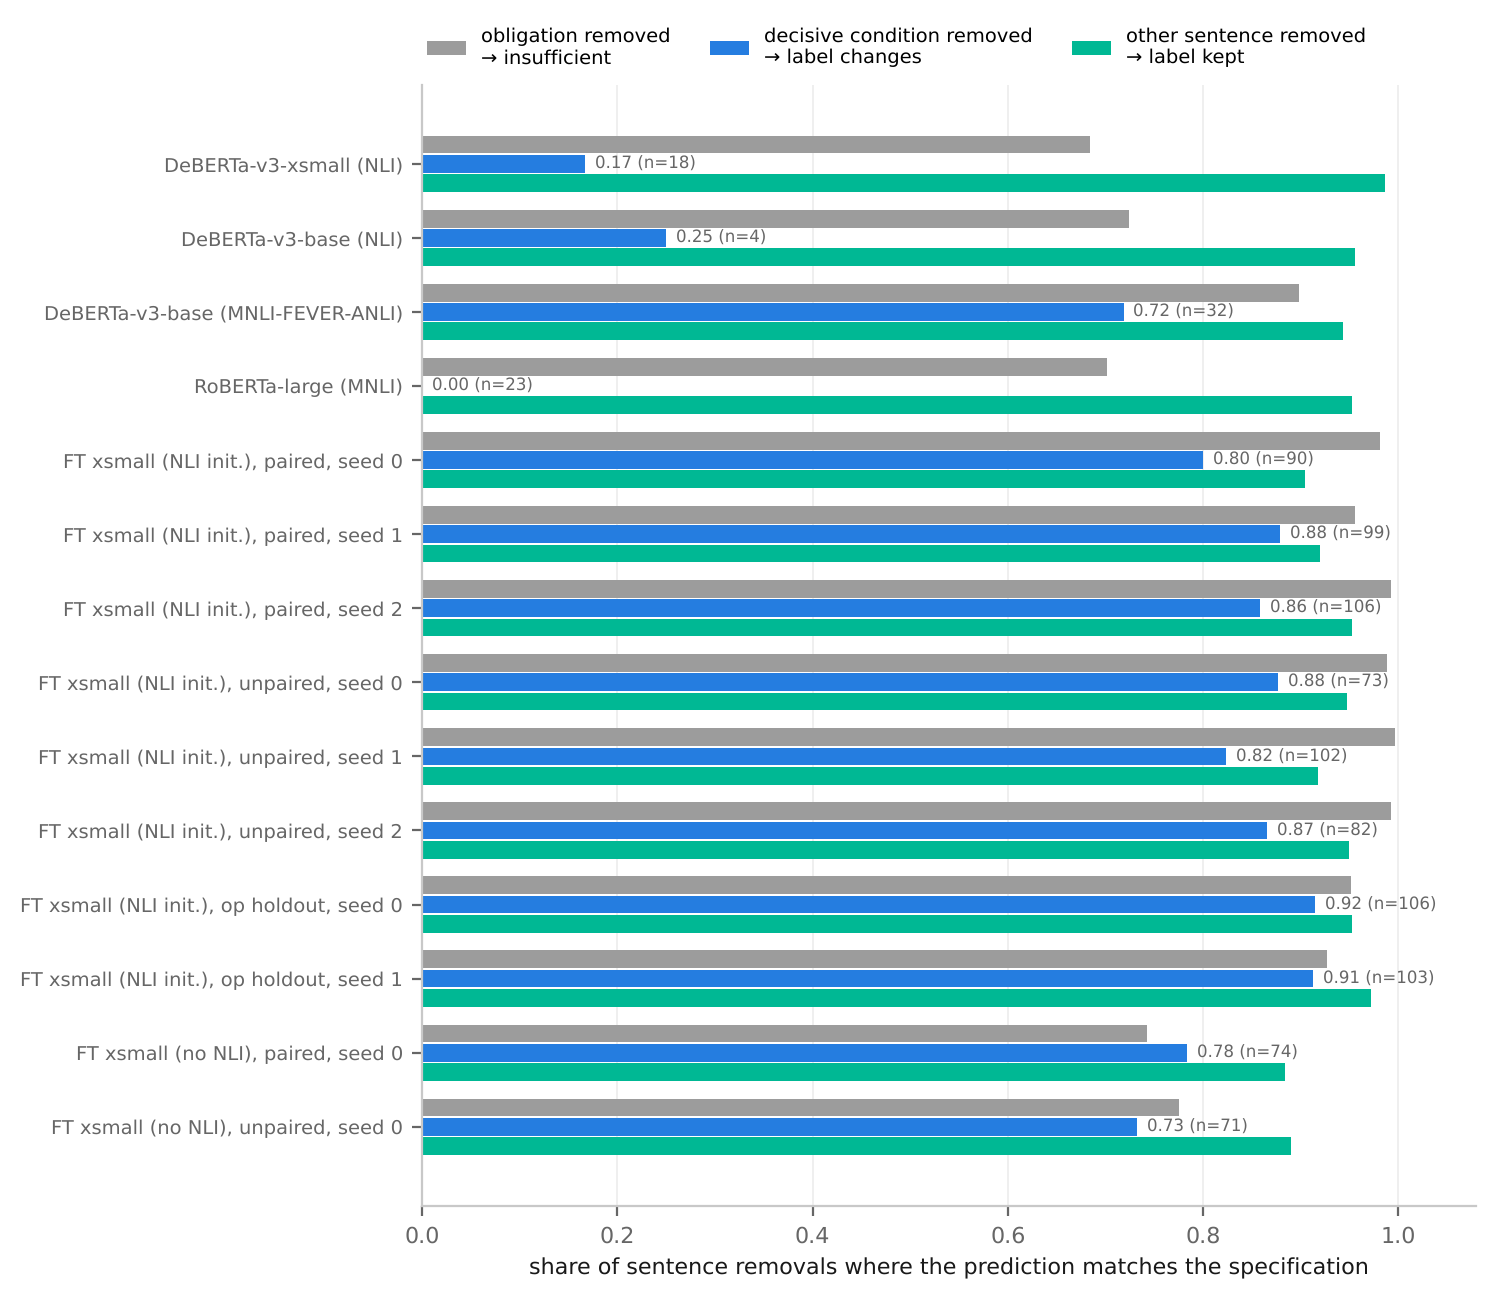 obligation removed
→ insufficient
decisive condition removed
→ label changes
other sentence removed
→ label kept
DeBERTa-v3-xsmall (NLI)
0.17 (n=18)
DeBERTa-v3-base (NLI)
0.25 (n=4)
DeBERTa-v3-base (MNLI-FEVER-ANLI)
0.72 (n=32)
RoBERTa-large (MNLI)
0.00 (n=23)
FT xsmall (NLI init.), paired, seed 0
0.80 (n=90)
FT xsmall (NLI init.), paired, seed 1
0.88 (n=99)
FT xsmall (NLI init.), paired, seed 2
0.86 (n=106)
FT xsmall (NLI init.), unpaired, seed 0
0.88 (n=73)
FT xsmall (NLI init.), unpaired, seed 1
0.82 (n=102)
FT xsmall (NLI init.), unpaired, seed 2
0.87 (n=82)
FT xsmall (NLI init.), op holdout, seed 0
0.92 (n=106)
FT xsmall (NLI init.), op holdout, seed 1
0.91 (n=103)
FT xsmall (no NLI), paired, seed 0
0.78 (n=74)
FT xsmall (no NLI), unpaired, seed 0
0.73 (n=71)
0.0 0.2 0.4 0.6 0.8 1.0
share of sentence removals where the prediction matches the specification